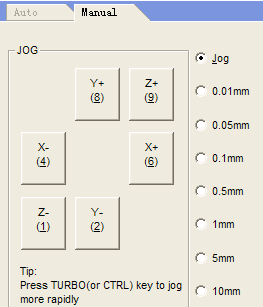 Auto
Manual
JOG
Y+
(8)
Z+
(9)
X-
(4)
X+
(6)
Z-
(1)
Y-
(2)
Tip:
Press TURBO(or CTRL) key to jog
more rapidly
Jog
0.01mm
0.05mm
0.1mm
0.5mm
1mm
5mm
10mm